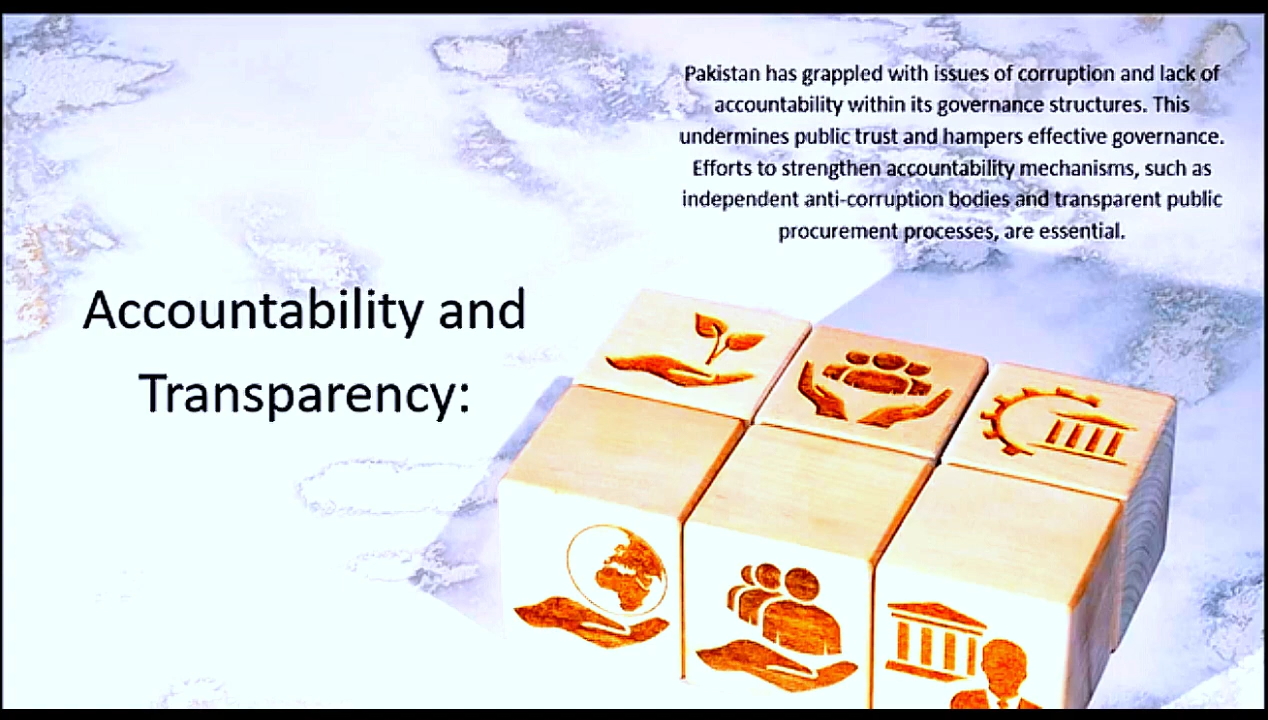 Pakistan has grappled with issues of corruption and lack of
accountability within its governance structures. This
undermines public trust and hampers effective governance.
Efforts to strengthen accountability mechanisms, such as
independent anti-corruption bodies and transparent public
procurement processes, are essential.
Accountability and
Transparency: